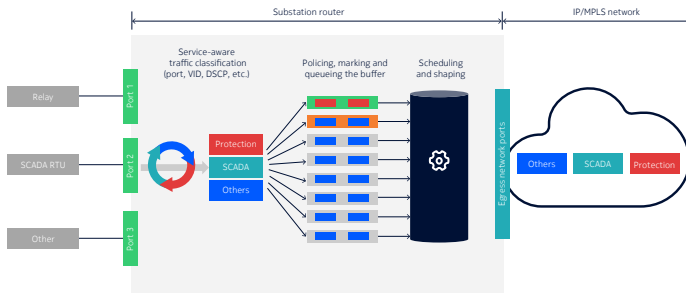 Substation router
IP/MPLS network
Service-aware
traffic classification
(port, VID, DSCP, etc.)
Policing, marking and
queueing the buffer
Scheduling
and shaping
Relay
Port 1
SCADA RTU
Port 2
Other
Port 3
Protection
SCADA
Others
Egress network ports
Others
SCADA
Protection